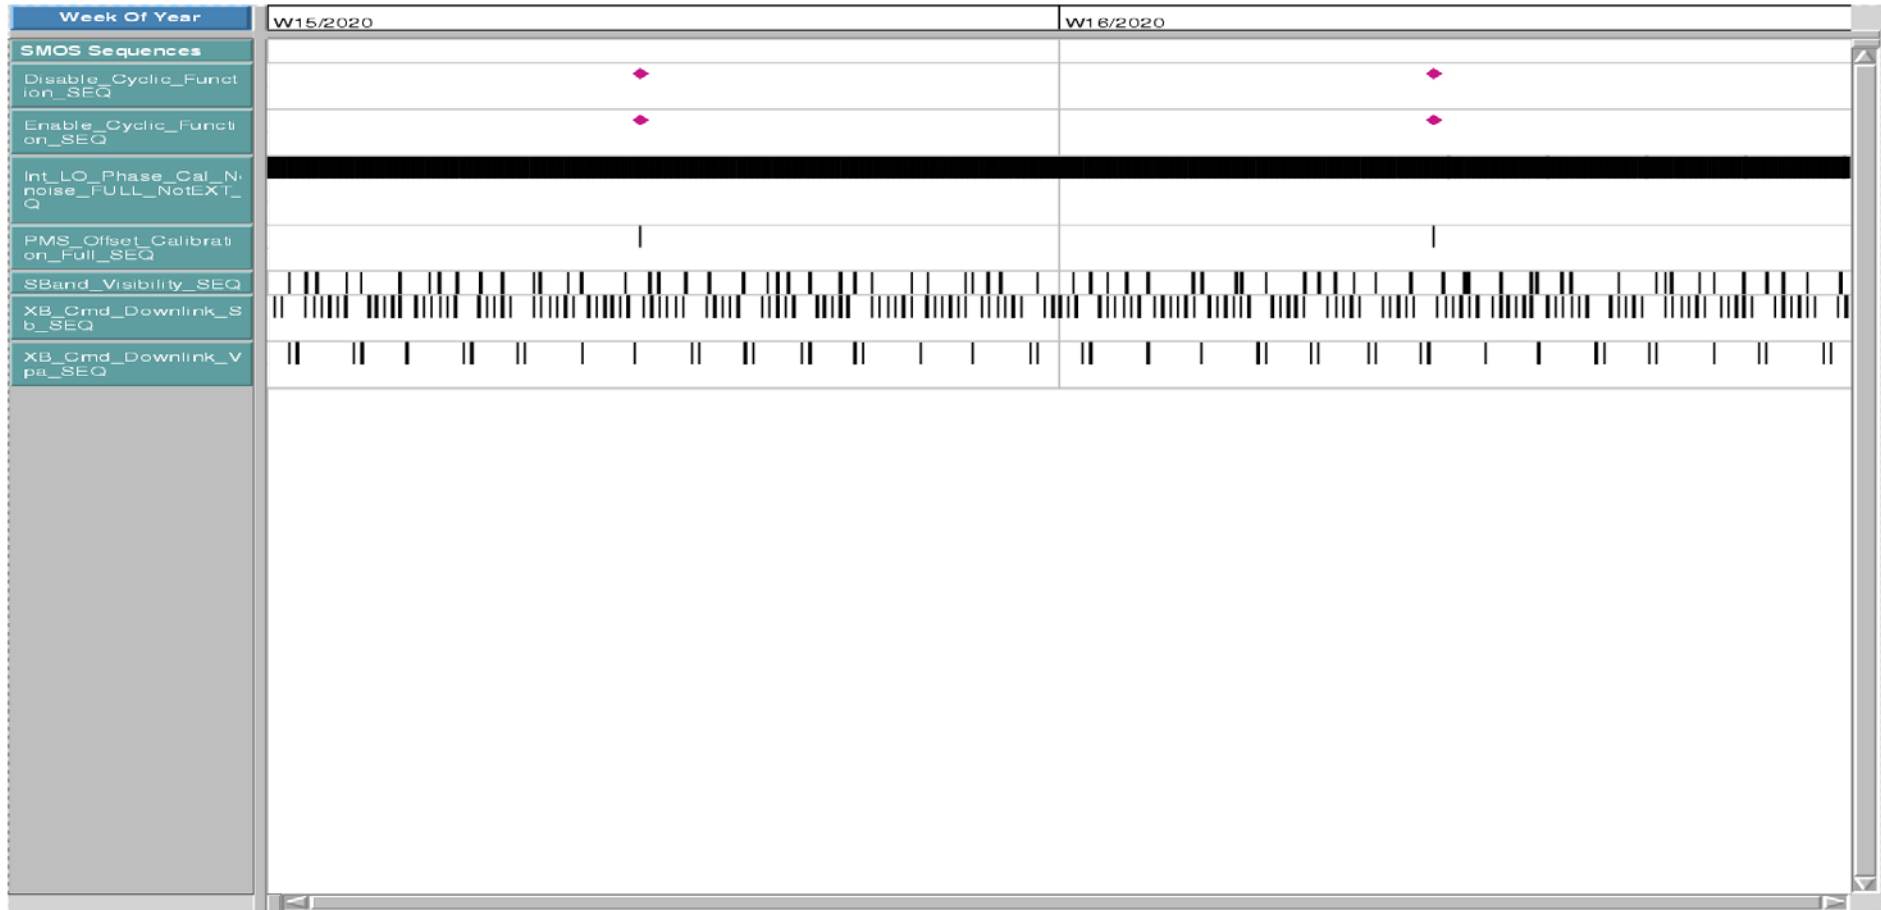 Week Of Year
W15/2020
W16/2020
SMOS Sequences
Disable_Cyclic_Funct
ion_SEQ
Enable_Cyclic_Functi
on_SEQ
Int_LO_Phase_Cal_N
noise_FULL_NotEXT_
Q
PMS_Offset_Calibrati
on_Full_SEQ
SBand_Visibility_SEQ
XB_Cmd_Downlink_S
b_SEQ
XB_Cmd_Downlink_V
pa_SEQ